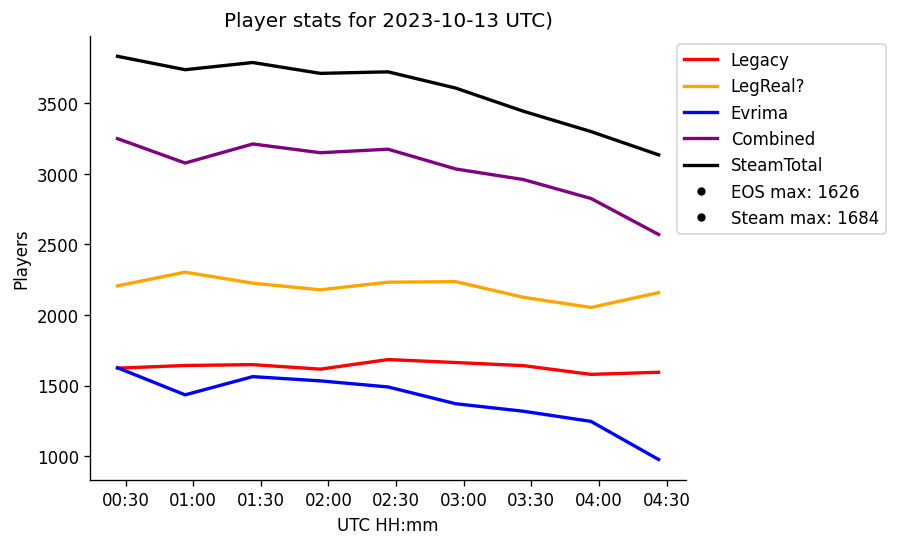 Player stats for 2023-10-13 UTC)
Legacy
LegReal?
Evrima
Combined
SteamTotal
EOS max: 1626
Steam max: 1684
Players
3500
3000
2500
2000
1500
1000
00:30 01:00 01:30 02:00 02:30 03:00 03:30 04:00 04:30
UTC HH:mm